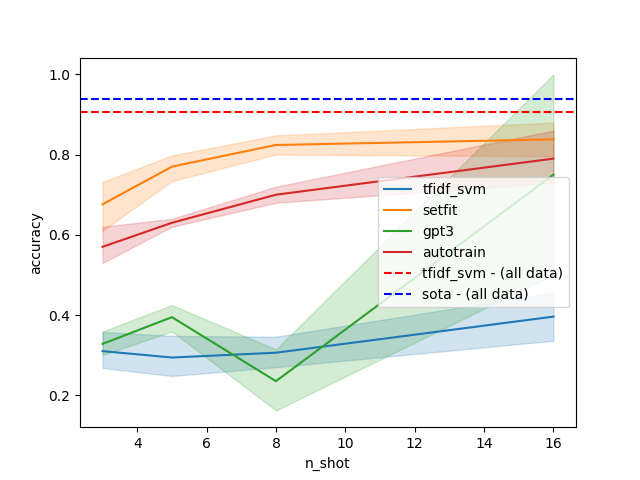 1.0
0.8
0.6
0.4
0.2
accuracy
tfidf_svm
setfit
gpt3
autotrain
tfidf_svm - (all data)
sota - (all data)
4 6 8 10 12 14 16
n_shot